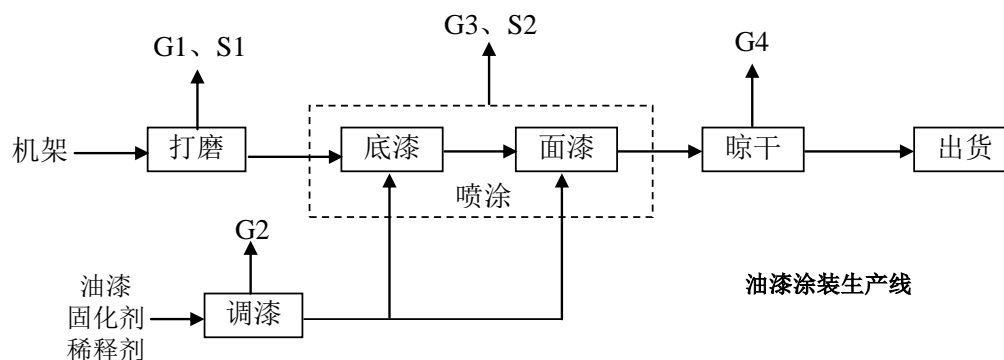 G1、S1
G3、S2
G4
机架
打磨
底漆
面漆
晾干
出货
喷涂
G2
油漆
固化剂
稀释剂
调漆
油漆涂装生产线